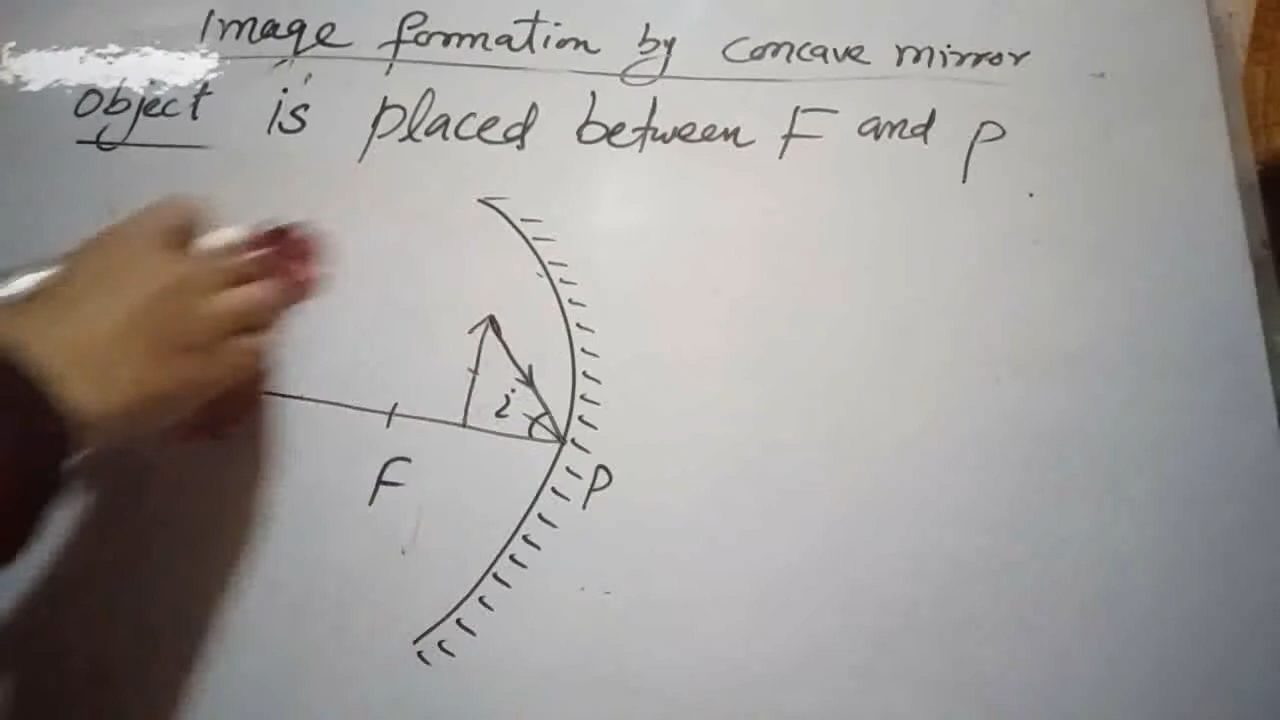 Image formation by concave mirror
object is placed between F and P
i
F
P